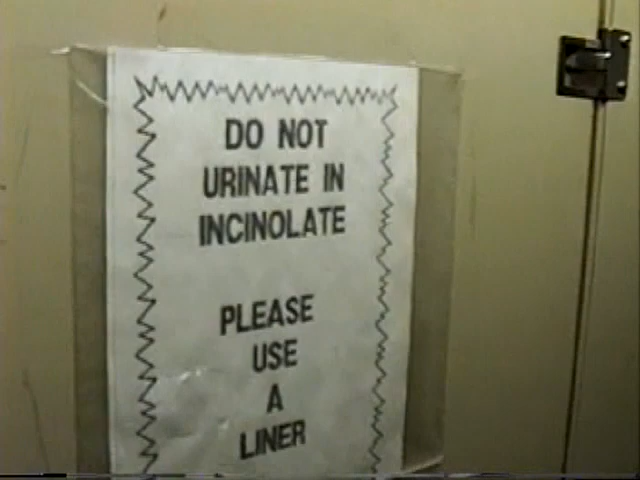 DO NOT
URINATE IN
INCINOLATE
PLEASE
USE
A
LINER